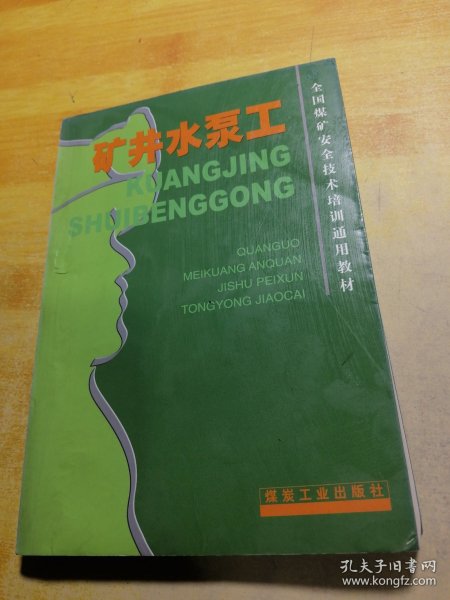 矿井水泵工
KUANGJING
SHUIBENGGONG
全国煤矿安全技术培训通用教材
QUANGUO
MEIKUANG ANQUAN
JISHU PEIXUN
TONGYONG JIAOCAI
煤炭工业出版社
孔夫子旧书网
www.kongfz.com